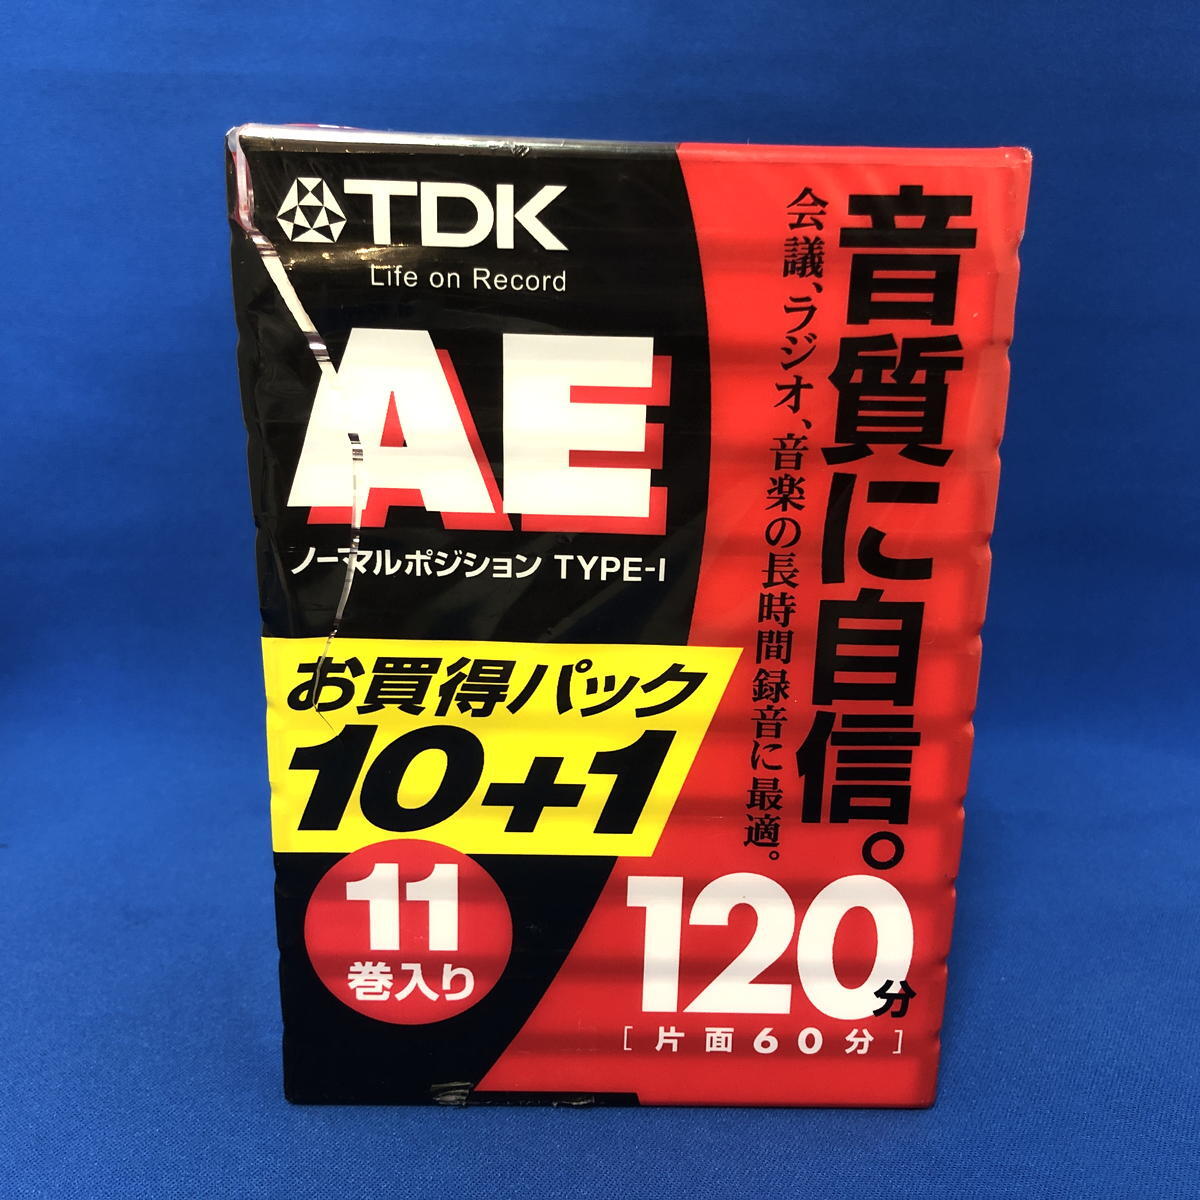 TDK
Life on Record
AE
ノーマルポジション TYPE-I
音質に自信。
会議、ラジオ、音楽の長時間録音に最適。
お買得パック
10+1
11
巻入り
120分
[片面60分]